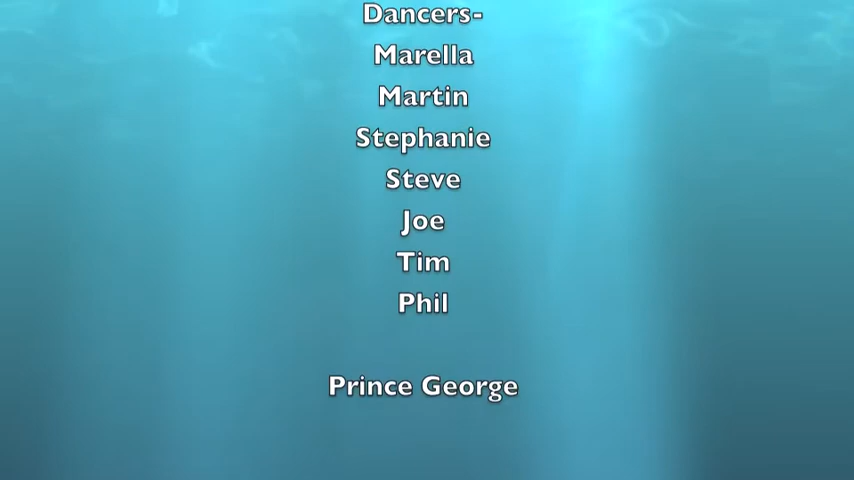 Dancers-
Marella
Martin
Stephanie
Steve
Joe
Tim
Phil
Prince George